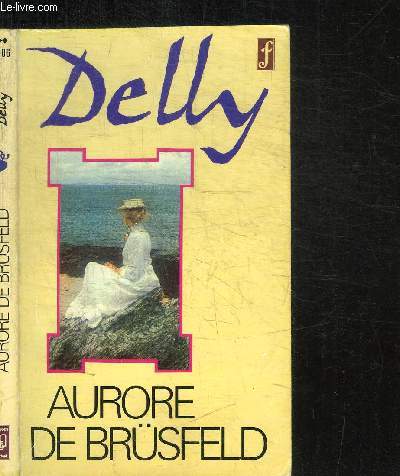 Le-livre.com
Delly
f
AURORE
DE BRÜSFELD
Delly
AURORE DE BRÜSFELD